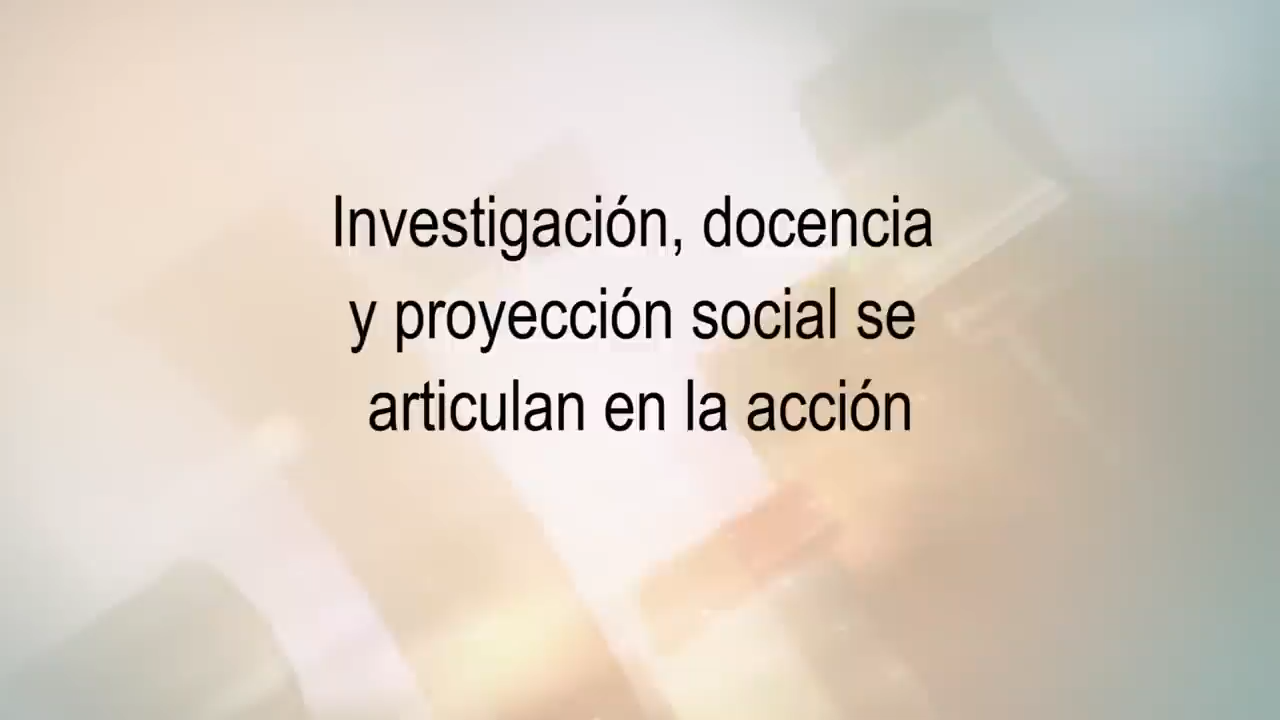 Investigación, docencia
y proyección social se
articulan en la acción